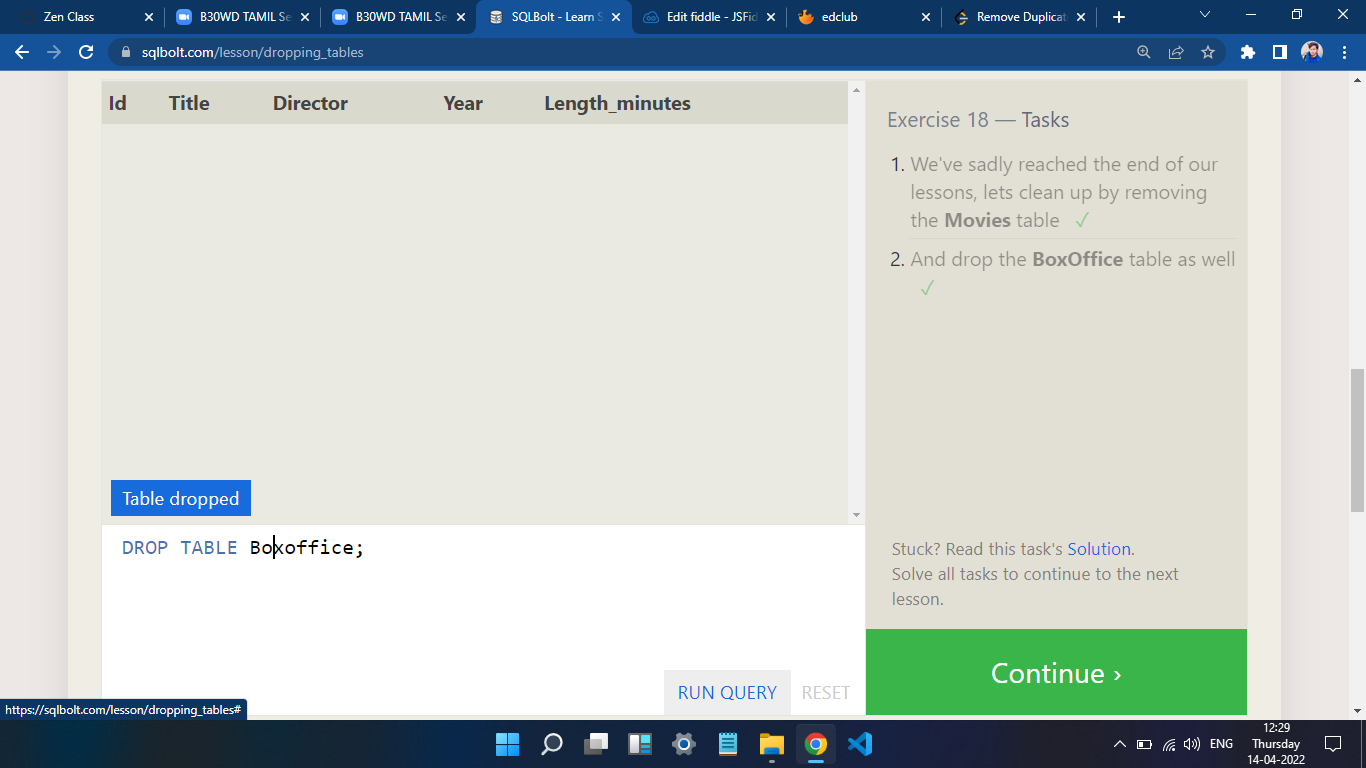 Zen Class
B30WD TAMIL Se
B30WD TAMIL Se
SQLBolt - Learn S
Edit fiddle - JSFid
edclub
Remove Duplicat
sqlbolt.com/lesson/dropping_tables
Id Title Director Year Length_minutes
Exercise 18 — Tasks
1. We've sadly reached the end of our
lessons, lets clean up by removing
the Movies table ✓
2. And drop the BoxOffice table as well
✓
Table dropped
DROP TABLE Boxoffice;
Stuck? Read this task's Solution.
Solve all tasks to continue to the next
lesson.
RUN QUERY RESET
Continue ›
https://sqlbolt.com/lesson/dropping_tables#
ENG
12:29
Thursday
14-04-2022